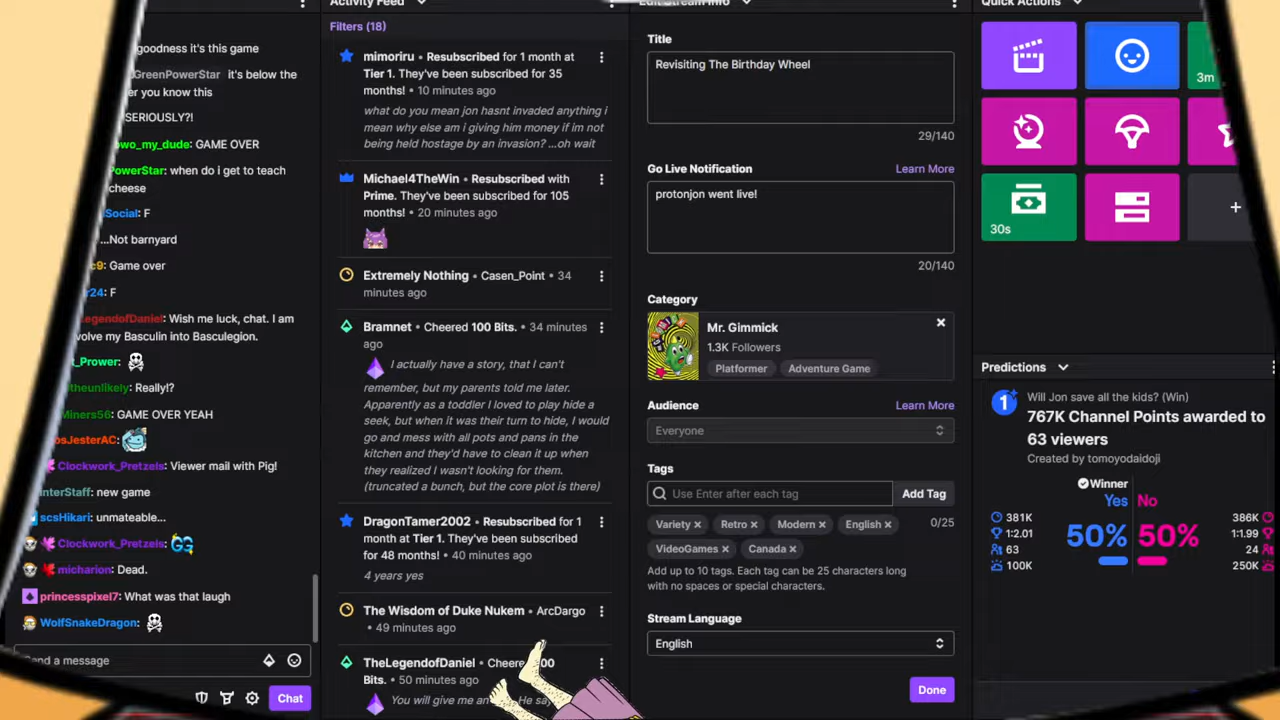 goodness it's this game
GreenPowerStar it's below the
er you know this
SERIOUSLY?!
owo_my_dude: GAME OVER
PowerStar: when do i get to teach
cheese
Social: F
...Not barnyard
c9: Game over
r24: F
LegendofDaniel: Wish me luck, chat. I am
volve my Basculin into Basculegion.
t_Prower:
theunlikely: Really!?
Miners56: GAME OVER YEAH
osJesterAC:
Clockwork_Pretzels: Viewer mail with Pig!
nterStaff: new game
scsHikari: unmateable...
Clockwork_Pretzels:
micharion: Dead.
princesspixel7: What was that laugh
WolfSnakeDragon:
end a message
Chat
Activity Feed
Filters (18)
mimoriru • Resubscribed for 1 month at
Tier 1. They've been subscribed for 35
months! • 10 minutes ago
what do you mean jon hasnt invaded anything i
mean why else am i giving him money if im not
being held hostage by an invasion? ...oh wait
Michael4TheWin • Resubscribed with
Prime. They've been subscribed for 105
months! • 20 minutes ago
Extremely Nothing • Casen_Point • 34
minutes ago
Bramnet • Cheered 100 Bits. • 34 minutes
ago
I actually have a story, that I can't
remember, but my parents told me later.
Apparently as a toddler I loved to play hide a
seek, but when it was their turn to hide, I would
go and mess with all pots and pans in the
kitchen and they'd have to clean it up when
they realized I wasn't looking for them.
(truncated a bunch, but the core plot is there)
DragonTamer2002 • Resubscribed for 1
month at Tier 1. They've been subscribed
for 48 months! • 40 minutes ago
4 years yes
The Wisdom of Duke Nukem • ArcDargo
• 49 minutes ago
TheLegendofDaniel • Cheere 00
Bits. • 50 minutes ago
You will give me an He sa
Edit Stream Info
Title
Revisiting The Birthday Wheel
29/140
Go Live Notification Learn More
protonjon went live!
20/140
Category
Mr. Gimmick
1.3K Followers
Platformer Adventure Game
Audience Learn More
Everyone
Tags
Use Enter after each tag Add Tag
Variety Retro Modern English 0/25
VideoGames Canada
Add up to 10 tags. Each tag can be 25 characters long
with no spaces or special characters.
Stream Language
English
Done
Quick Actions
3m
30s
Predictions
Will Jon save all the kids? (Win)
767K Channel Points awarded to
63 viewers
Created by tomoyodaidoji
Winner
Yes No
381K 50% 50% 386K
1:2.01 1:1.99
63 24
100K 250K